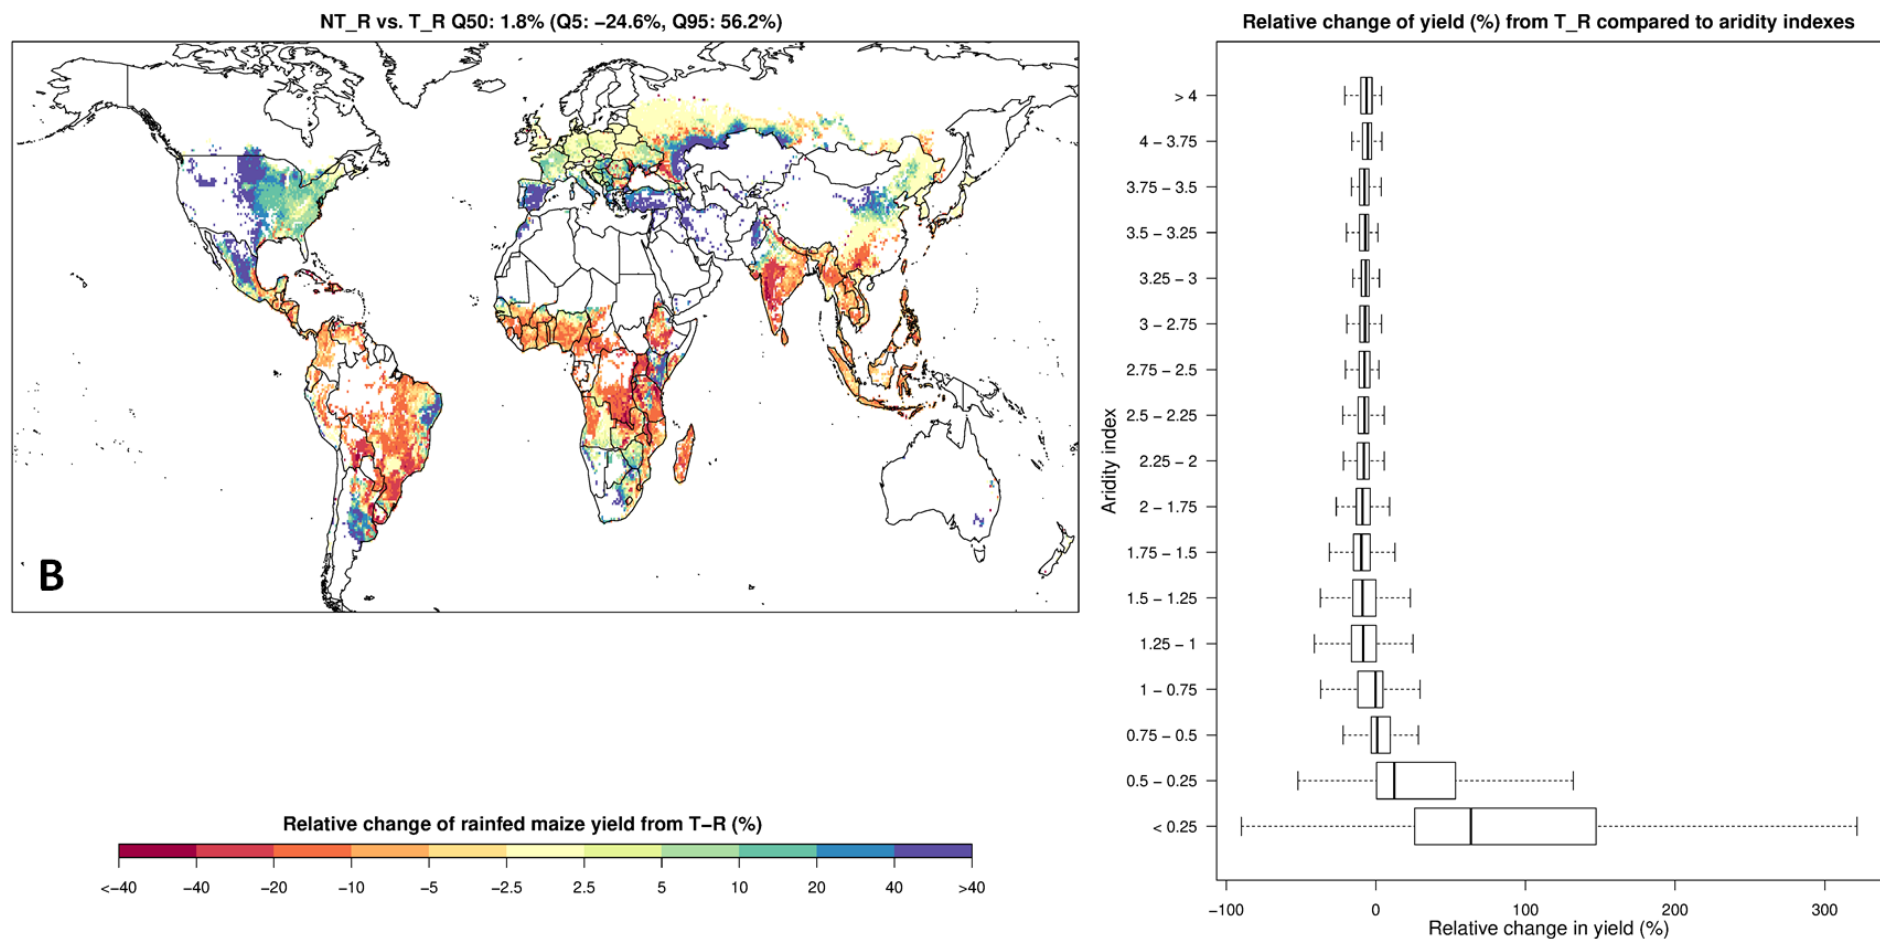 NT_R vs. T_R Q50: 1.8% (Q5: −24.6%, Q95: 56.2%)
B
Relative change of rainfed maize yield from T−R (%)
<−40 −40 −20 −10 −5 −2.5 2.5 5 10 20 40 >40
Relative change of yield (%) from T_R compared to aridity indexes
Aridity index
> 4
4 − 3.75
3.75 − 3.5
3.5 − 3.25
3.25 − 3
3 − 2.75
2.75 − 2.5
2.5 − 2.25
2.25 − 2
2 − 1.75
1.75 − 1.5
1.5 − 1.25
1.25 − 1
1 − 0.75
0.75 − 0.5
0.5 − 0.25
< 0.25
−100 0 100 200 300
Relative change in yield (%)